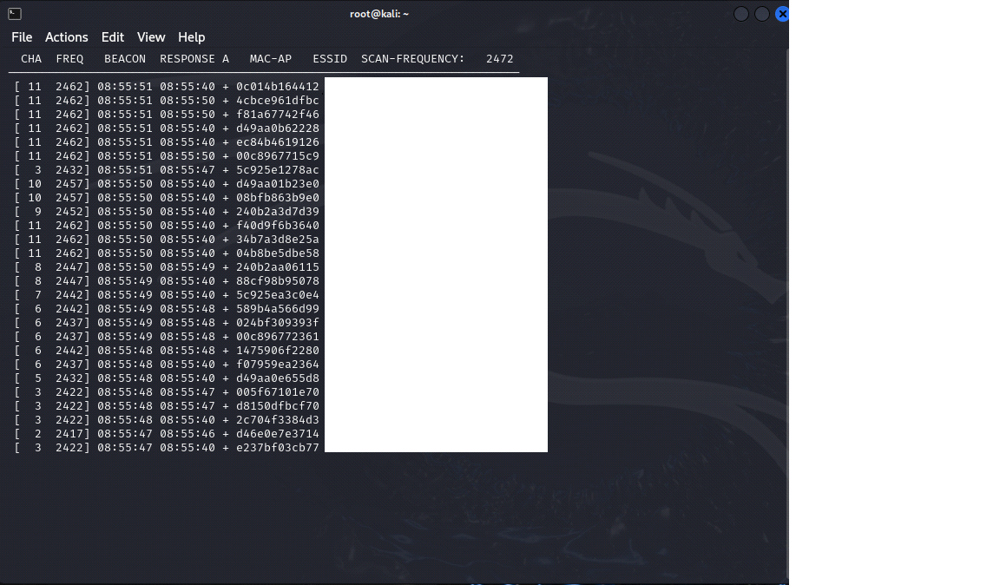 root@kali: ~
File Actions Edit View Help
CHA FREQ BEACON RESPONSE A MAC-AP ESSID SCAN-FREQUENCY: 2472
[ 11 2462] 08:55:51 08:55:40 + 0c014b164412
[ 11 2462] 08:55:51 08:55:50 + 4cbce961dfbc
[ 11 2462] 08:55:51 08:55:50 + f81a67742f46
[ 11 2462] 08:55:51 08:55:40 + d49aa0b62228
[ 11 2462] 08:55:51 08:55:40 + ec84b4619126
[ 11 2462] 08:55:51 08:55:50 + 00c8967715c9
[ 3 2432] 08:55:51 08:55:47 + 5c925e1278ac
[ 10 2457] 08:55:50 08:55:40 + d49aa01b23e0
[ 10 2457] 08:55:50 08:55:40 + 08bfb863b9e0
[ 9 2452] 08:55:50 08:55:40 + 240b2a3d7d39
[ 11 2462] 08:55:50 08:55:40 + f40d9f6b3640
[ 11 2462] 08:55:50 08:55:40 + 34b7a3d8e25a
[ 11 2462] 08:55:50 08:55:40 + 04b8be5dbe58
[ 8 2447] 08:55:50 08:55:49 + 240b2aa06115
[ 8 2447] 08:55:49 08:55:40 + 88cf98b95078
[ 7 2442] 08:55:49 08:55:40 + 5c925ea3c0e4
[ 6 2442] 08:55:49 08:55:48 + 589b4a566d99
[ 6 2437] 08:55:49 08:55:48 + 024bf309393f
[ 6 2437] 08:55:49 08:55:48 + 00c896772361
[ 6 2442] 08:55:48 08:55:48 + 1475906f2280
[ 6 2437] 08:55:48 08:55:40 + f07959ea2364
[ 5 2432] 08:55:48 08:55:40 + d49aa0e655d8
[ 3 2422] 08:55:48 08:55:47 + 005f67101e70
[ 3 2422] 08:55:48 08:55:47 + d8150dfbcf70
[ 3 2422] 08:55:48 08:55:40 + 2c704f3384d3
[ 2 2417] 08:55:47 08:55:46 + d46e0e7e3714
[ 3 2422] 08:55:47 08:55:40 + e237bf03cb77